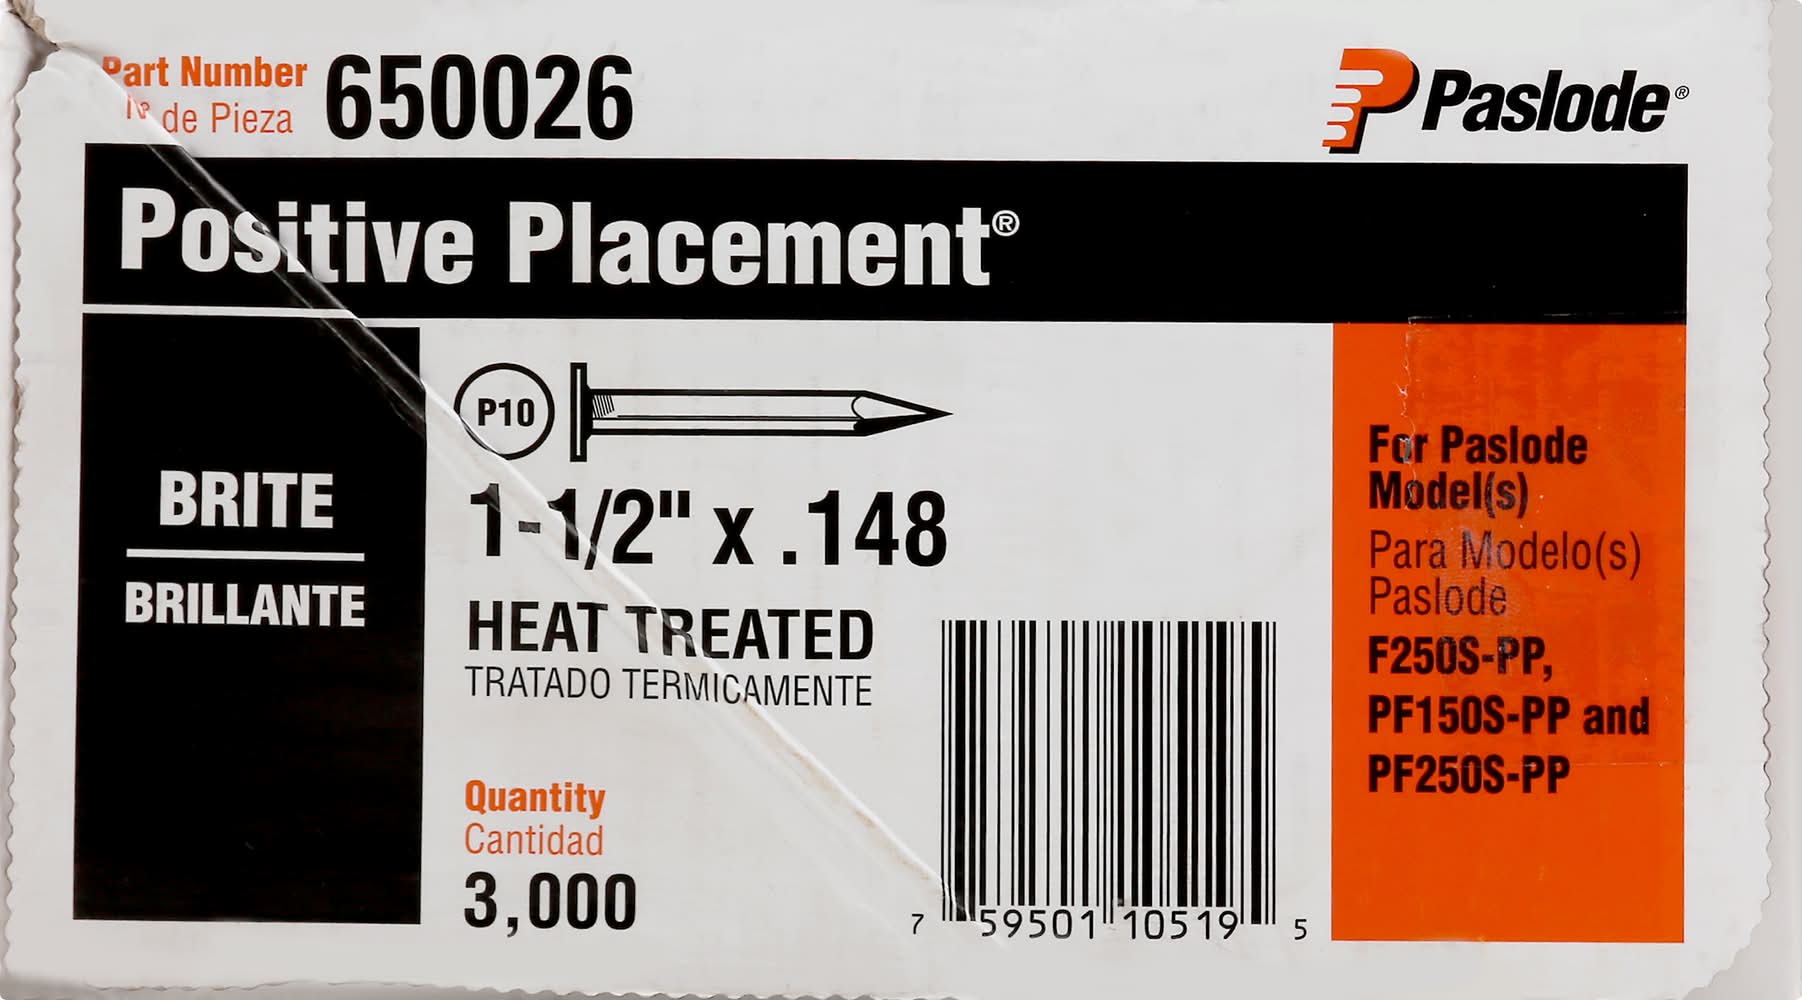 Part Number 650026
Nº de Pieza
Paslode®
Positive Placement®
BRITE
BRILLANTE
P10
1-1/2" x .148
HEAT TREATED
TRATADO TERMICAMENTE
Quantity
Cantidad
3,000
7 59501 10519 5
For Paslode
Model(s)
Para Modelo(s)
Paslode
F250S-PP,
PF150S-PP and
PF250S-PP